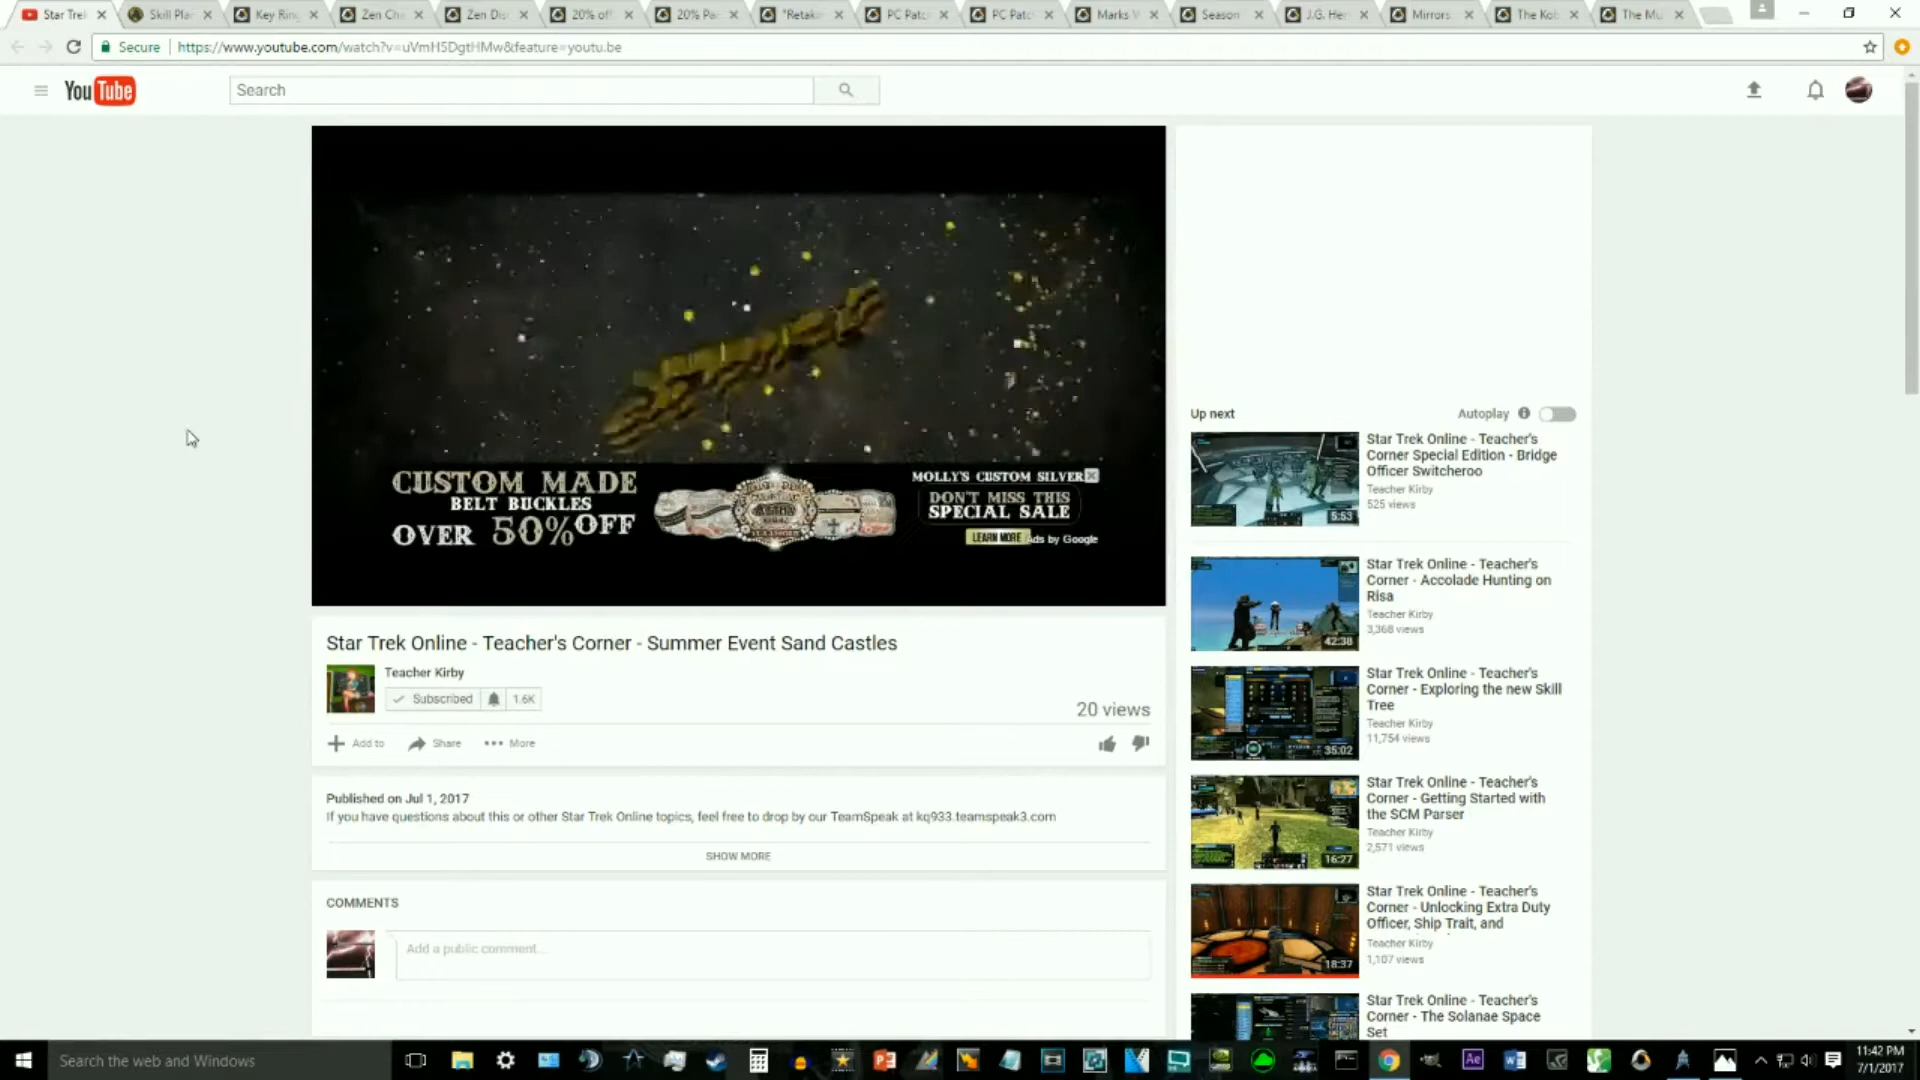 Star Trek
Skill Pla
Key Ring
Zen Ch
Zen Dis
20% off
20% Pa
"Retak
PC Patc
PC Patc
Marks
Season
J.G. Her
Mirrors
The Kob
The Mu
Secure
https://www.youtube.com/watch?v=uVmH5DgtHMw&feature=youtu.be
YouTube
Search
CUSTOM MADE
BELT BUCKLES
OVER 50% OFF
MOLLY'S CUSTOM SILVER
DON'T MISS THIS
SPECIAL SALE
LEARN MORE
Ads by Google
Star Trek Online - Teacher's Corner - Summer Event Sand Castles
Teacher Kirby
Subscribed
1.6K
20 views
Add to
Share
More
Published on Jul 1, 2017
If you have questions about this or other Star Trek Online topics, feel free to drop by our TeamSpeak at kq933.teamspeak3.com
SHOW MORE
COMMENTS
Add a public comment...
Up next
Autoplay
Star Trek Online - Teacher's
Corner Special Edition - Bridge
Officer Switcheroo
Teacher Kirby
525 views
5:53
Star Trek Online - Teacher's
Corner - Accolade Hunting on
Risa
Teacher Kirby
3,368 views
42:38
Star Trek Online - Teacher's
Corner - Exploring the new Skill
Tree
Teacher Kirby
11,754 views
35:02
Star Trek Online - Teacher's
Corner - Getting Started with
the SCM Parser
Teacher Kirby
2,571 views
16:27
Star Trek Online - Teacher's
Corner - Unlocking Extra Duty
Officer, Ship Trait, and
Teacher Kirby
1,107 views
18:37
Star Trek Online - Teacher's
Corner - The Solanae Space
Set
Search the web and Windows
11:42 PM
7/1/2017